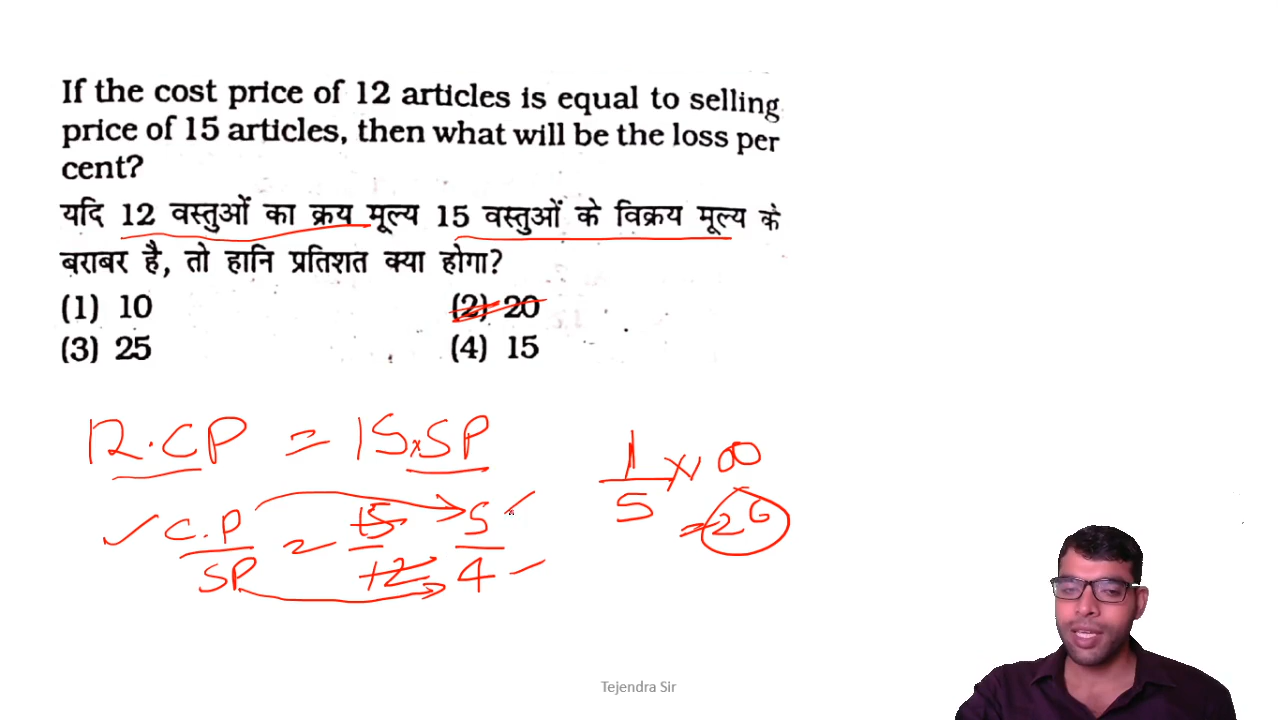 If the cost price of 12 articles is equal to selling
price of 15 articles, then what will be the loss per
cent?
यदि 12 वस्तुओं का क्रय मूल्य 15 वस्तुओं के विक्रय मूल्य के
बराबर है, तो हानि प्रतिशत क्या होगा?
(1) 10 (2) 20
(3) 25 (4) 15
12·CP = 15×SP
C.P/SP = 15/12 5/4
1/5 ×
= 20
Tejendra Sir